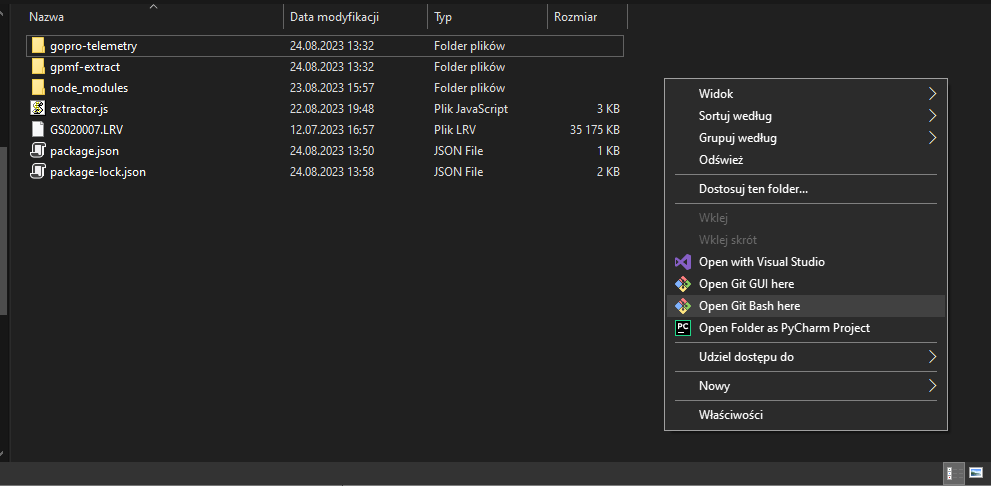 Nazwa Data modyfikacji Typ Rozmiar
gopro-telemetry 24.08.2023 13:32 Folder plików
gpmf-extract 24.08.2023 13:32 Folder plików
node_modules 23.08.2023 15:57 Folder plików
extractor.js 22.08.2023 19:48 Plik JavaScript 3 KB
GS020007.LRV 12.07.2023 16:57 Plik LRV 35 175 KB
package.json 24.08.2023 13:50 JSON File 1 KB
package-lock.json 24.08.2023 13:58 JSON File 2 KB
Widok
Sortuj według
Grupuj według
Odśwież
Dostosuj ten folder...
Wklej
Wklej skrót
Open with Visual Studio
Open Git GUI here
Open Git Bash here
PC Open Folder as PyCharm Project
Udziel dostępu do
Nowy
Właściwości